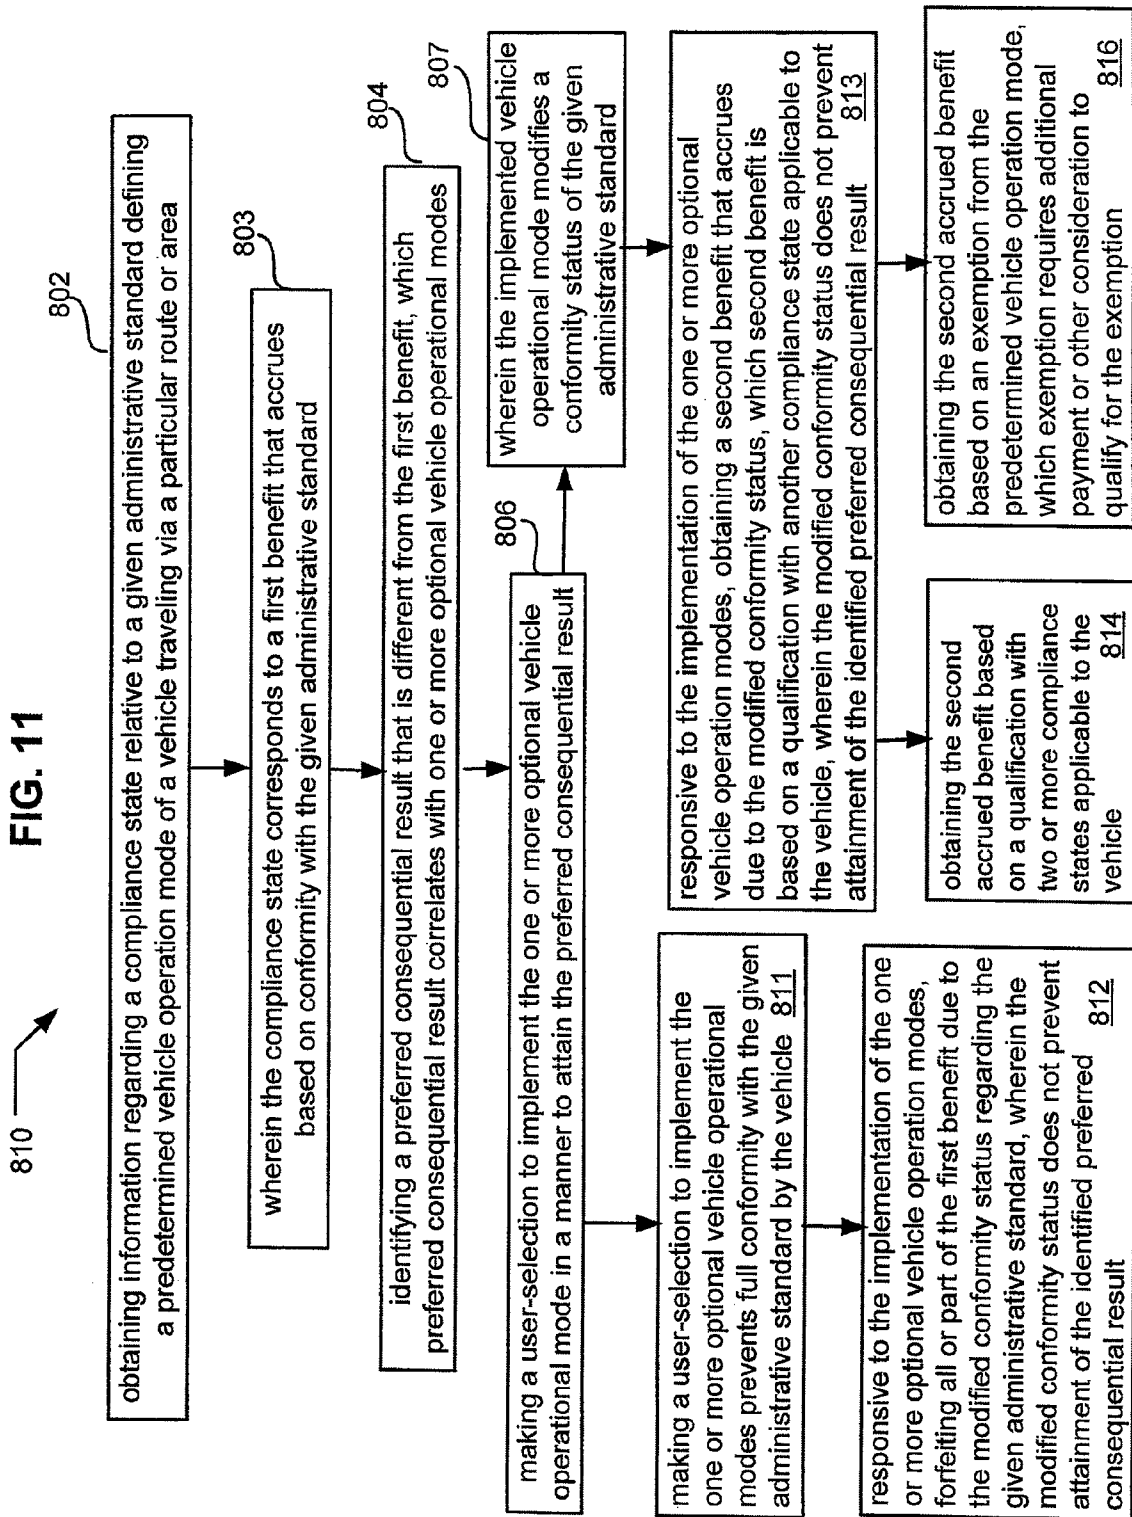 FIG. 11
810
802
obtaining information regarding a compliance state relative to a given administrative standard defining
a predetermined vehicle operation mode of a vehicle traveling via a particular route or area
803
wherein the compliance state corresponds to a first benefit that accrues
based on conformity with the given administrative standard
804
identifying a preferred consequential result that is different from the first benefit, which
preferred consequential result correlates with one or more optional vehicle operational modes
806
making a user-selection to implement the one or more optional vehicle
operational mode in a manner to attain the preferred consequential result
807
wherein the implemented vehicle
operational mode modifies a
conformity status of the given
administrative standard
making a user-selection to implement the
one or more optional vehicle operational
modes prevents full conformity with the given
administrative standard by the vehicle 811
responsive to the implementation of the one or more optional
vehicle operation modes, obtaining a second benefit that accrues
due to the modified conformity status, which second benefit is
based on a qualification with another compliance state applicable to
the vehicle, wherein the modified conformity status does not prevent
attainment of the identified preferred consequential result 813
responsive to the implementation of the one
or more optional vehicle operation modes,
forfeiting all or part of the first benefit due to
the modified conformity status regarding the
given administrative standard, wherein the
modified conformity status does not prevent
attainment of the identified preferred
consequential result 812
obtaining the second
accrued benefit based
on a qualification with
two or more compliance
states applicable to the
vehicle 814
obtaining the second accrued benefit
based on an exemption from the
predetermined vehicle operation mode,
which exemption requires additional
payment or other consideration to
qualify for the exemption 816